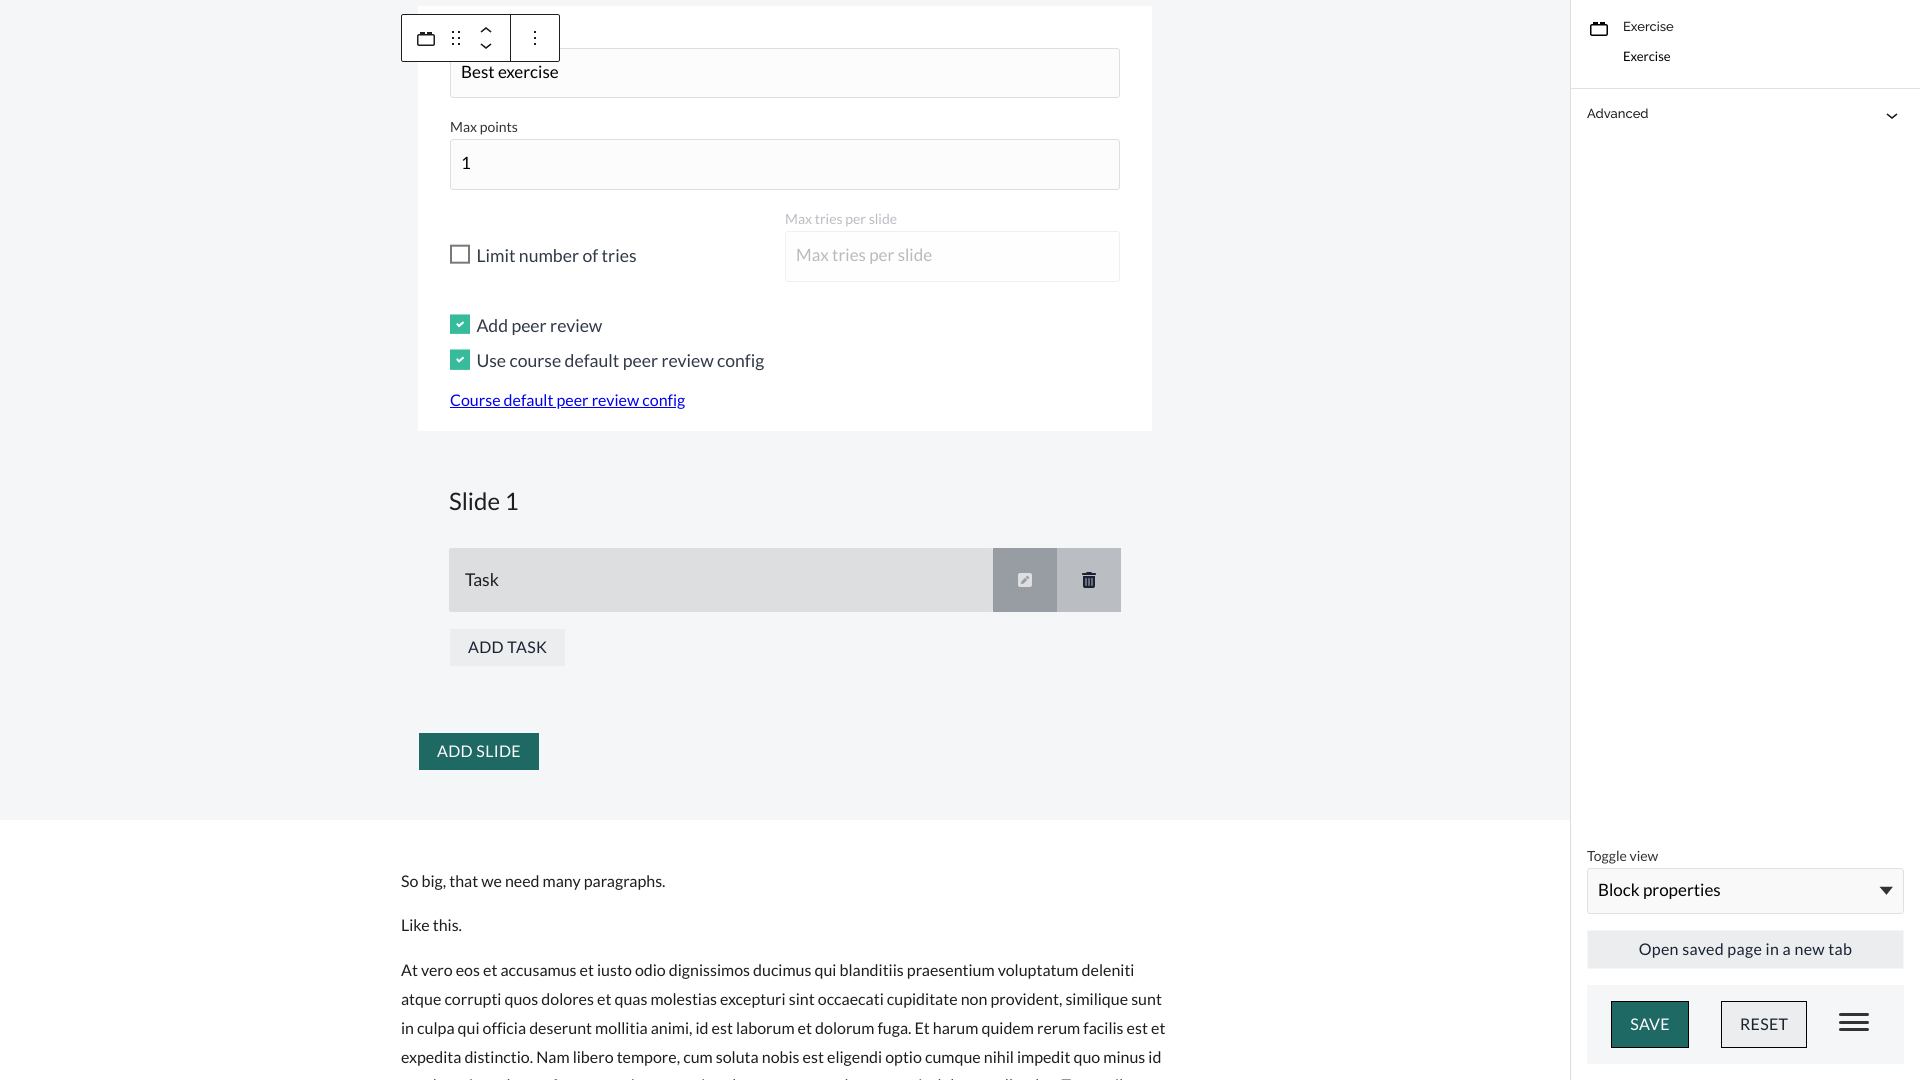 Best exercise
Max points
1
Max tries per slide
Limit number of tries
Max tries per slide
Add peer review
Use course default peer review config
Course default peer review config
Slide 1
Task
ADD TASK
ADD SLIDE
So big, that we need many paragraphs.
Like this.
At vero eos et accusamus et iusto odio dignissimos ducimus qui blanditiis praesentium voluptatum deleniti
atque corrupti quos dolores et quas molestias excepturi sint occaecati cupiditate non provident, similique sunt
in culpa qui officia deserunt mollitia animi, id est laborum et dolorum fuga. Et harum quidem rerum facilis est et
expedita distinctio. Nam libero tempore, cum soluta nobis est eligendi optio cumque nihil impedit quo minus id
Exercise
Exercise
Advanced
Toggle view
Block properties
Open saved page in a new tab
SAVE
RESET